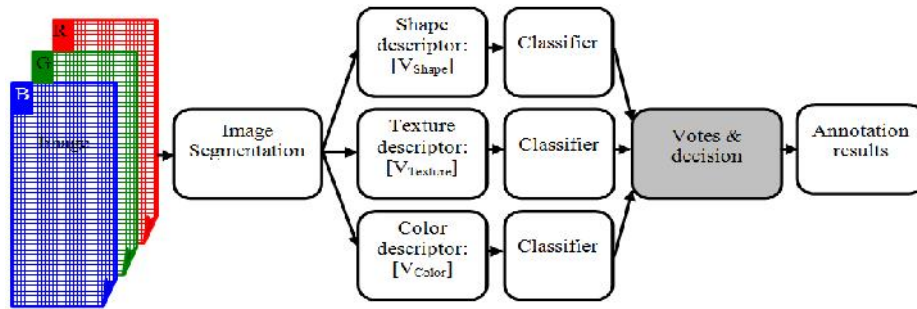 R
G
B
Image
Image
Segmentation
Shape
descriptor:
[VShape]
Classifier
Texture
descriptor:
[VTexture]
Classifier
Color
descriptor:
[VColor]
Classifier
Votes &
decision
Annotation
results